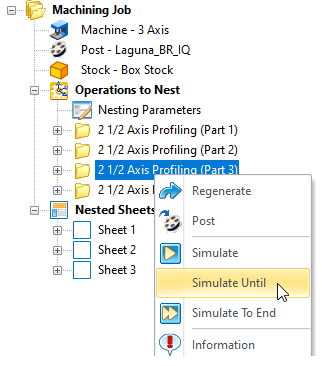 Machining Job
Machine - 3 Axis
Post - Laguna_BR_IQ
Stock - Box Stock
Operations to Nest
Nesting Parameters
2 1/2 Axis Profiling (Part 1)
2 1/2 Axis Profiling (Part 2)
2 1/2 Axis Profiling (Part 3)
2 1/2 Axis
Nested Sheets
Sheet 1
Sheet 2
Sheet 3
Regenerate
Post
Simulate
Simulate Until
Simulate To End
Information